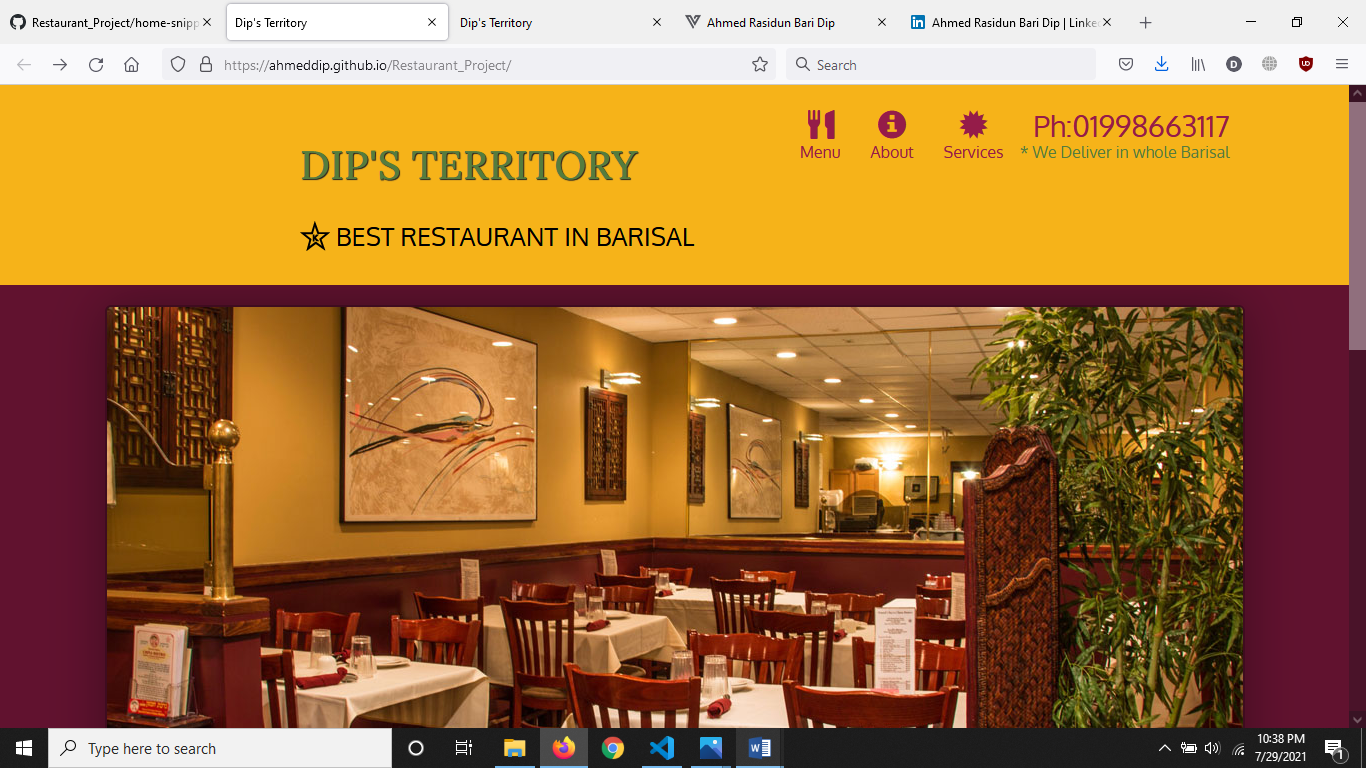 Restaurant_Project/home-snipp
Dip's Territory
Dip's Territory
Ahmed Rasidun Bari Dip
Ahmed Rasidun Bari Dip | Linke
https://ahmeddip.github.io/Restaurant_Project/
Search
D
Menu
About
Services
Ph:01998663117
* We Deliver in whole Barisal
DIP'S TERRITORY
BEST RESTAURANT IN BARISAL
Type here to search
10:38 PM
7/29/2021
1